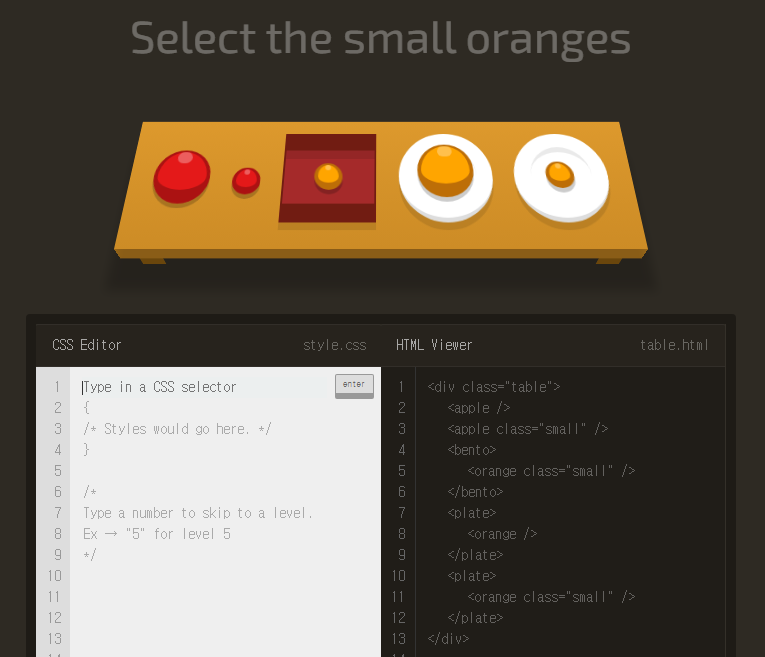 Select the small oranges
CSS Editor
style.css
HTML Viewer
table.html
1 Type in a CSS selector
enter
2 {
3 /* Styles would go here. */
4 }
5
6 /*
7 Type a number to skip to a level.
8 Ex → "5" for level 5
9 */
10
11
12
13
1 <div class="table">
2 <apple />
3 <apple class="small" />
4 <bento>
5 <orange class="small" />
6 </bento>
7 <plate>
8 <orange />
9 </plate>
10 <plate>
11 <orange class="small" />
12 </plate>
13 </div>